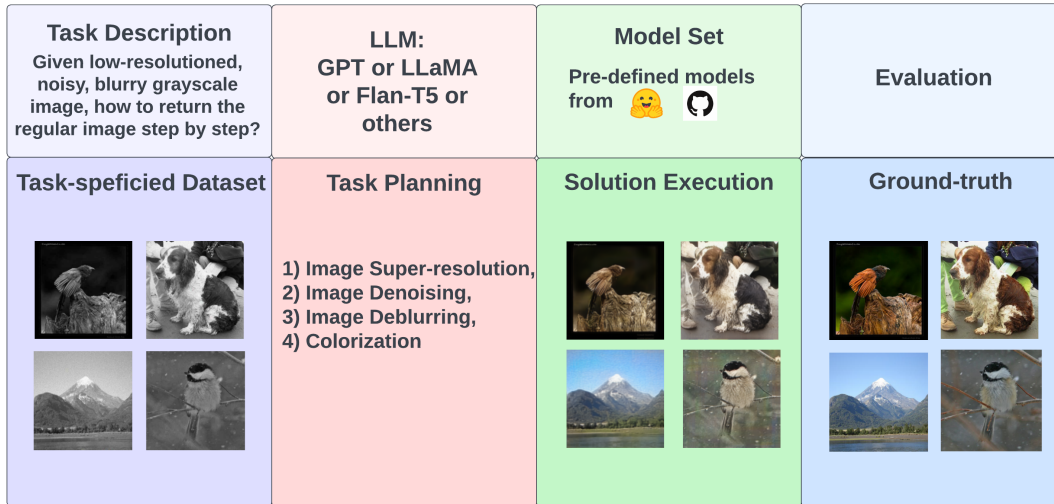 Task Description
Given low-resolutioned,
noisy, blurry grayscale
image, how to return the
regular image step by step?
LLM:
GPT or LLaMA
or Flan-T5 or
others
Model Set
Pre-defined models
from
Evaluation
Task-speficied Dataset
Task Planning
1) Image Super-resolution,
2) Image Denoising,
3) Image Deblurring,
4) Colorization
Solution Execution
Ground-truth